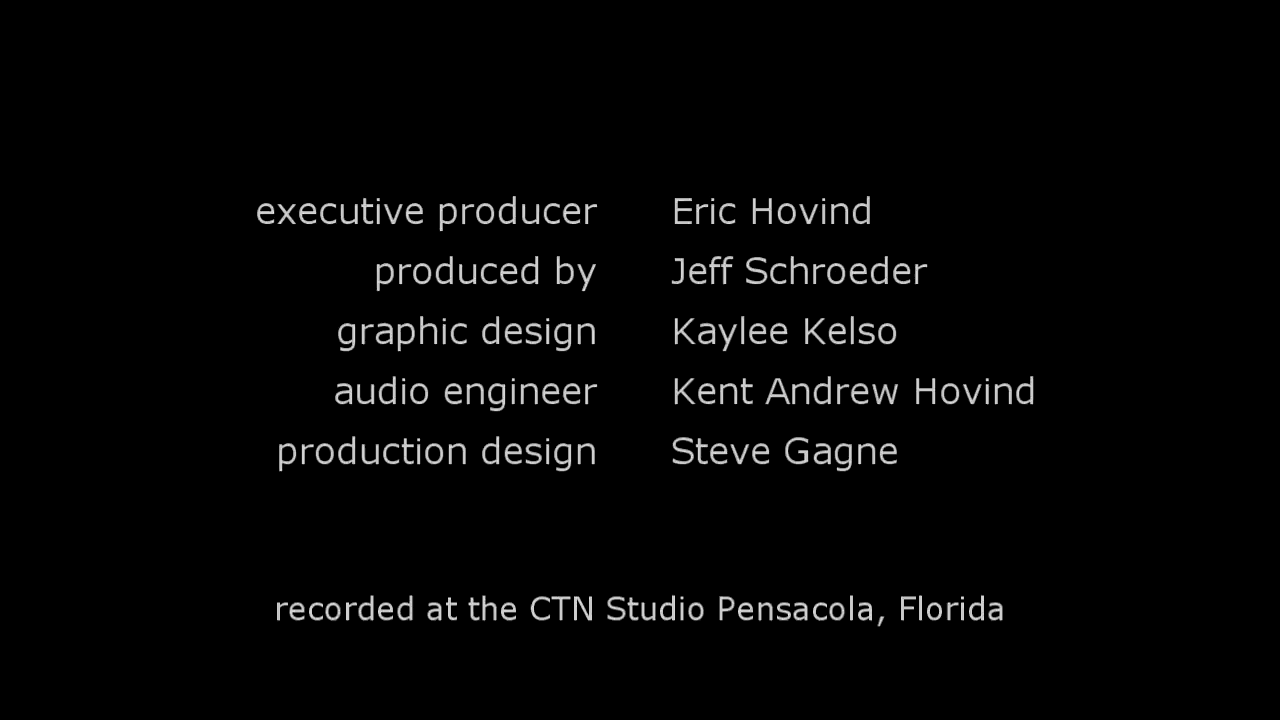 executive producer Eric Hovind
produced by Jeff Schroeder
graphic design Kaylee Kelso
audio engineer Kent Andrew Hovind
production design Steve Gagne
recorded at the CTN Studio Pensacola, Florida